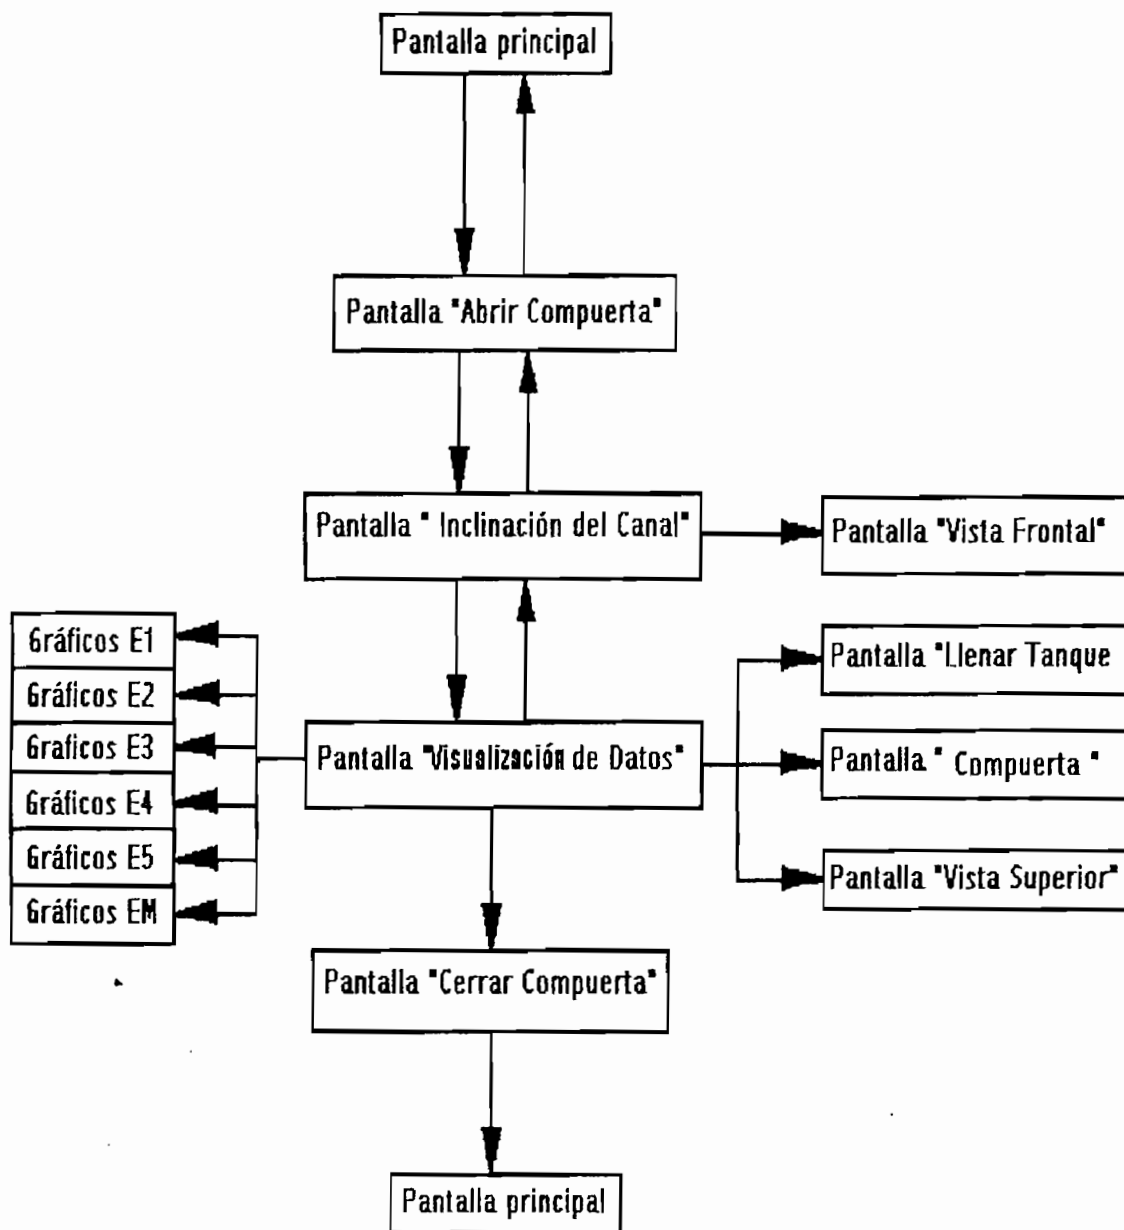 Pantalla principal
Pantalla "Abrir Compuerta"
Pantalla " Inclinación del Canal"
Pantalla "Vista Frontal"
Gráficos E1
Gráficos E2
Graficos E3
Gráficos E4
Gráficos E5
Gráficos EM
Pantalla "Visualización de Datos"
Pantalla "Llenar Tanque
Pantalla " Compuerta "
Pantalla "Vista Superior"
Pantalla "Cerrar Compuerta"
Pantalla principal